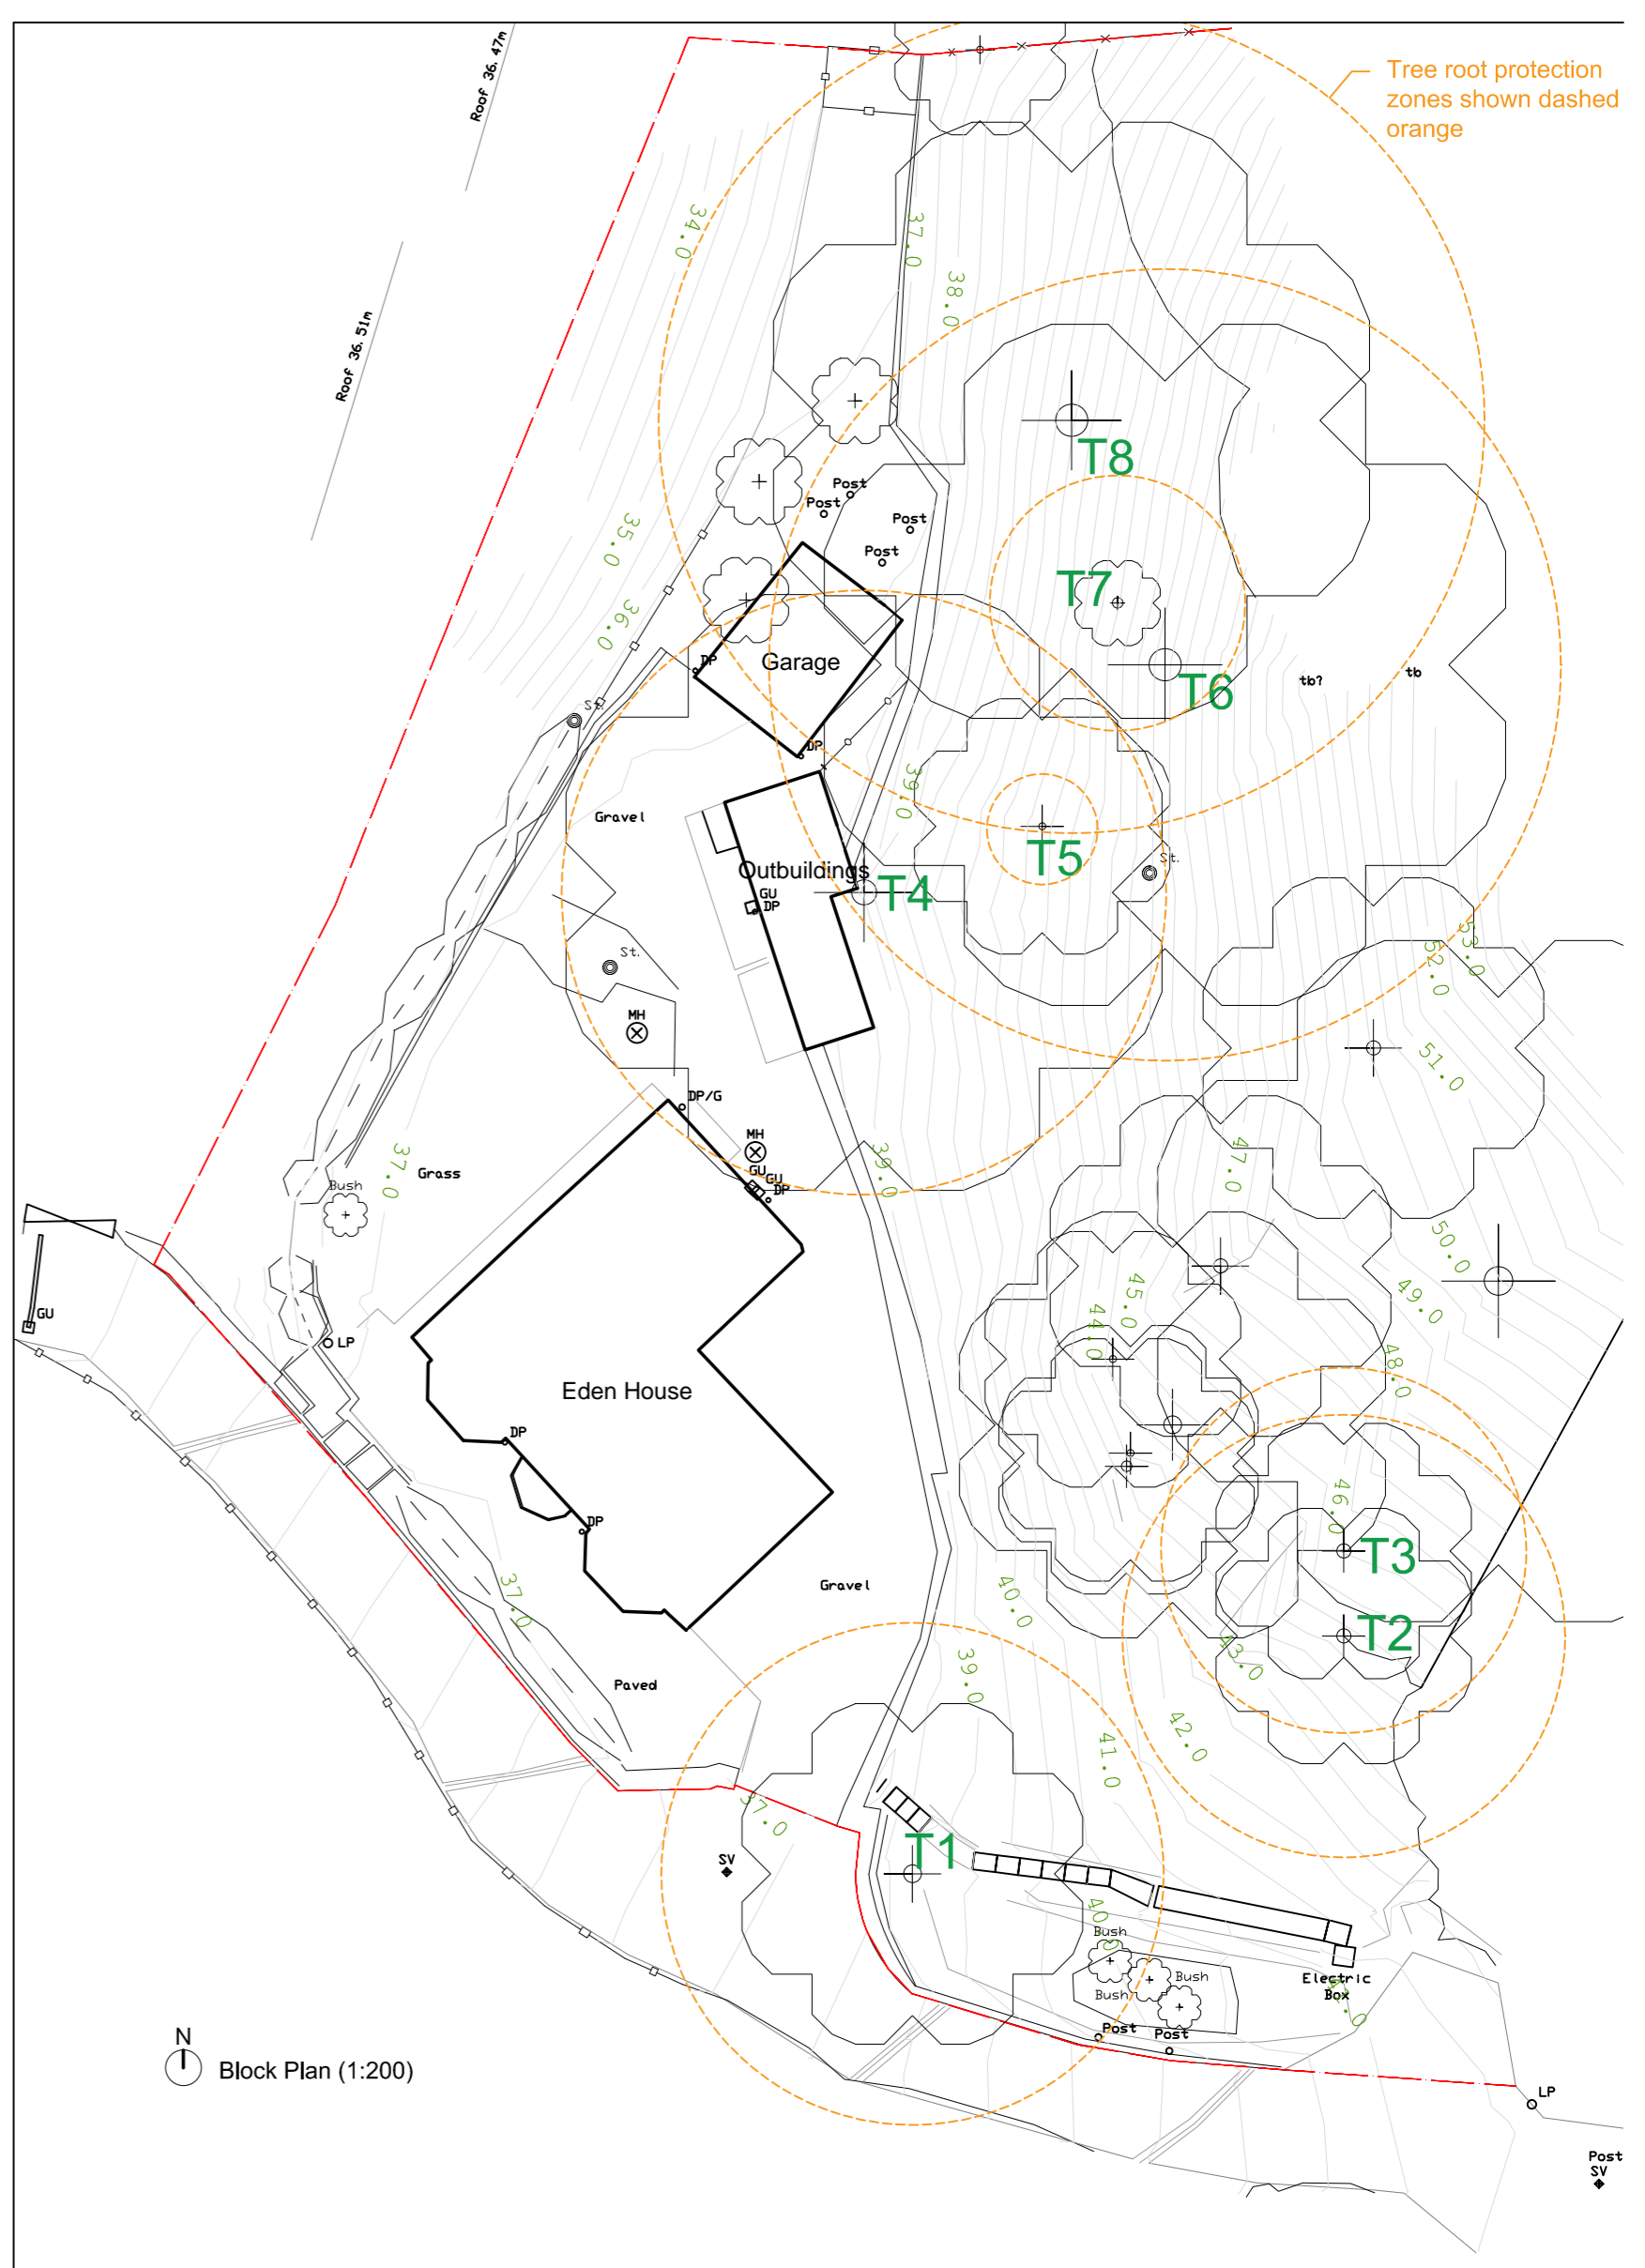 Roof 36.47m
Tree root protection
zones shown dashed
orange
34.0
37.0
38.0
Roof 36.51m
T8
Post
Post
Post
Post
35.0
36.0
T7
Garage
DP
T6
tb?
tb
St.
DP
39.0
Gravel
T5
St.
Outbuildings
GU
DP
T4
53.0
52.0
St.
MH
51.0
DP/G
MH
39.0
47.0
37.0
Grass
GU
GU
DP
Bush
50.0
49.0
45.0
44.0
GU
LP
48.0
Eden House
DP
46.0
DP
T3
37.0
Gravel
40.0
T2
43.0
39.0
Paved
42.0
41.0
37.0
T1
SV
40.0
Bush
Bush
Bush
Electric
Box
Post
Post
N
Block Plan (1:200)
LP
Post
SV